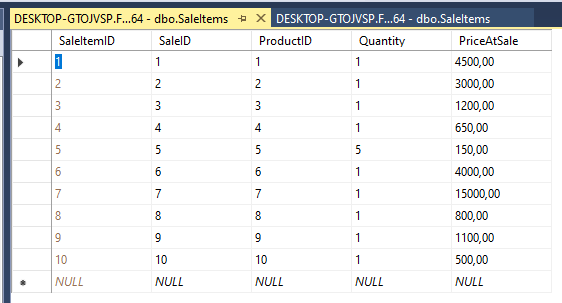 DESKTOP-GTOJVSP.F...64 - dbo.SaleItems DESKTOP-GTOJVSP.F...64 - dbo.SaleItems
SaleItemID SaleID ProductID Quantity PriceAtSale
1 1 1 1 4500,00
2 2 2 1 3000,00
3 3 3 1 1200,00
4 4 4 1 650,00
5 5 5 5 150,00
6 6 6 1 4000,00
7 7 7 1 15000,00
8 8 8 1 800,00
9 9 9 1 1100,00
10 10 10 1 500,00
NULL NULL NULL NULL NULL